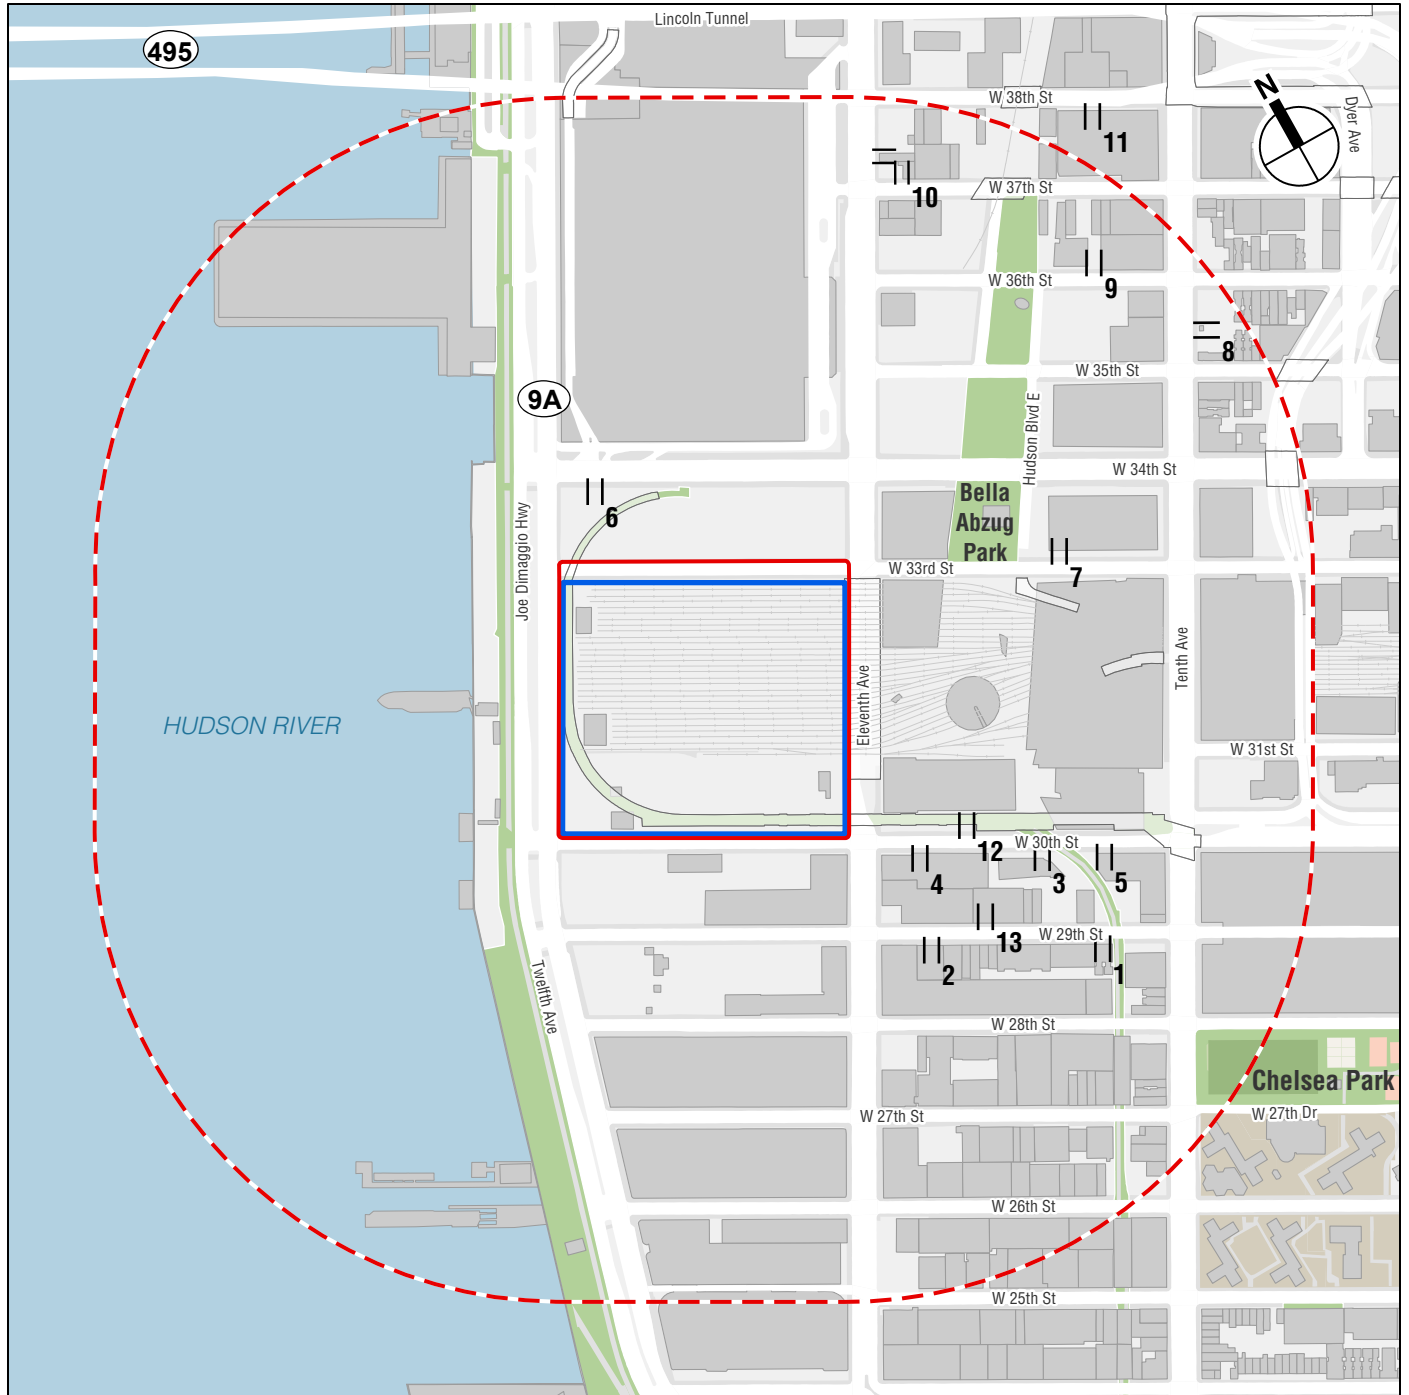 Lincoln Tunnel
495
W 38th St
N
Dyer Ave
11
10
W 37th St
9
W 36th St
8
W 35th St
9A
Hudson Blvd E
W 34th St
6
Bella
Abzug
Park
Joe Dimaggio Hwy
7
W 33rd St
Eleventh Ave
Tenth Ave
HUDSON RIVER
W 31st St
12
W 30th St
4
3
5
13
W 29th St
2
1
Twelfth Ave
W 28th St
Chelsea Park
W 27th St
W 27th Dr
W 26th St
W 25th St